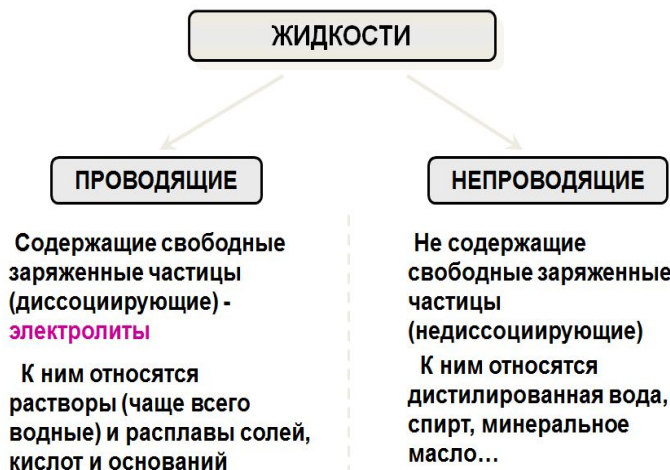 ЖИДКОСТИ
ПРОВОДЯЩИЕ
Содержащие свободные
заряженные частицы
(диссоциирующие) -
электролиты
К ним относятся
растворы (чаще всего
водные) и расплавы солей,
кислот и оснований
НЕПРОВОДЯЩИЕ
Не содержащие
свободные заряженные
частицы
(недиссоциирующие)
К ним относятся
дистилированная вода,
спирт, минеральное
масло...